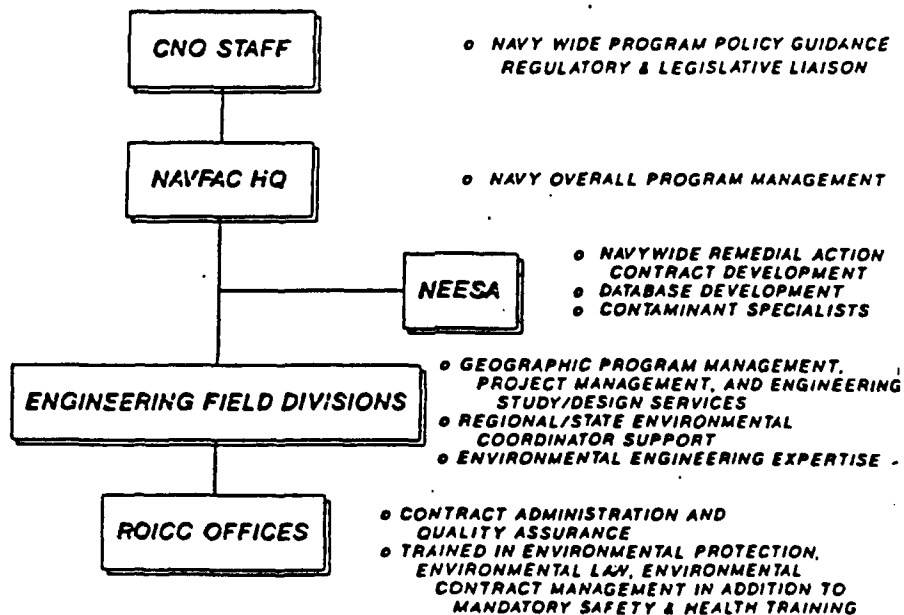 CNO STAFF
o NAVY WIDE PROGRAM POLICY GUIDANCE
REGULATORY & LEGISLATIVE LIAISON
NAVFAC HQ
o NAVY OVERALL PROGRAM MANAGEMENT
NEESA
o NAVYWIDE REMEDIAL ACTION
CONTRACT DEVELOPMENT
o DATABASE DEVELOPMENT
o CONTAMINANT SPECIALISTS
ENGINEERING FIELD DIVISIONS
o GEOGRAPHIC PROGRAM MANAGEMENT,
PROJECT MANAGEMENT, AND ENGINEERING
STUDY/DESIGN SERVICES
o REGIONAL/STATE ENVIRONMENTAL
COORDINATOR SUPPORT
o ENVIRONMENTAL ENGINEERING EXPERTISE
ROICC OFFICES
o CONTRACT ADMINISTRATION AND
QUALITY ASSURANCE
o TRAINED IN ENVIRONMENTAL PROTECTION,
ENVIRONMENTAL LAW, ENVIRONMENTAL
CONTRACT MANAGEMENT IN ADDITION TO
MANDATORY SAFETY & HEALTH TRAINING